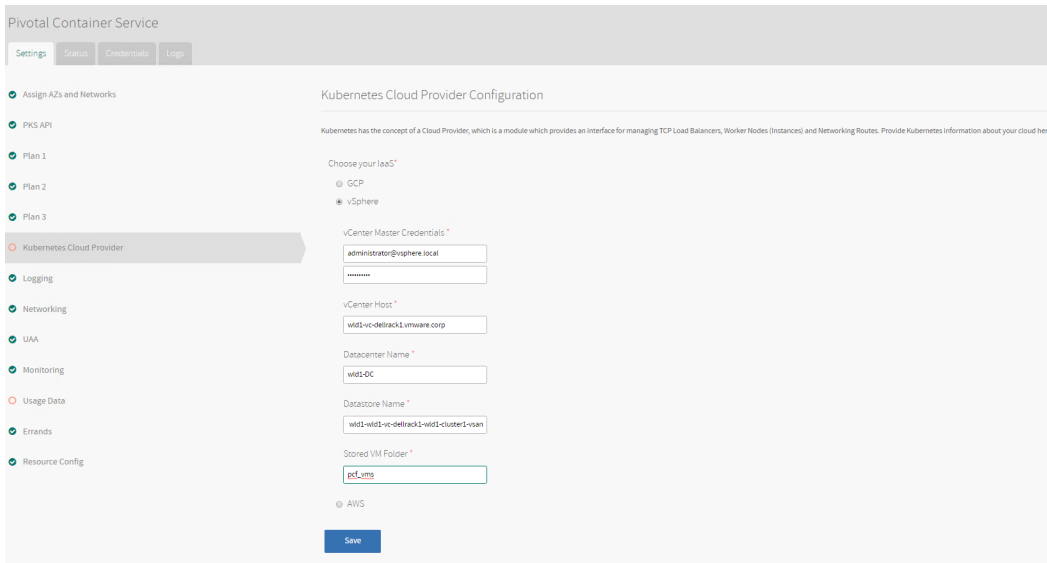 Pivotal Container Service
Settings
Status
Credentials
Logs
Assign AZs and Networks
PKS API
Plan 1
Plan 2
Plan 3
Kubernetes Cloud Provider
Logging
Networking
UAA
Monitoring
Usage Data
Errands
Resource Config
Kubernetes Cloud Provider Configuration
Kubernetes has the concept of a Cloud Provider, which is a module which provides an interface for managing TCP Load Balancers, Worker Nodes (Instances) and Networking Routes. Provide Kubernetes information about your cloud her
Choose your IaaS*
GCP
vSphere
vCenter Master Credentials *
administrator@vsphere.local
••••••••••
vCenter Host *
wld1-vc-dellrack1.vmware.corp
Datacenter Name *
wld1-DC
Datastore Name *
wld1-wld1-vc-dellrack1-wld1-cluster1-vsan
Stored VM Folder *
pcf_vms
AWS
Save